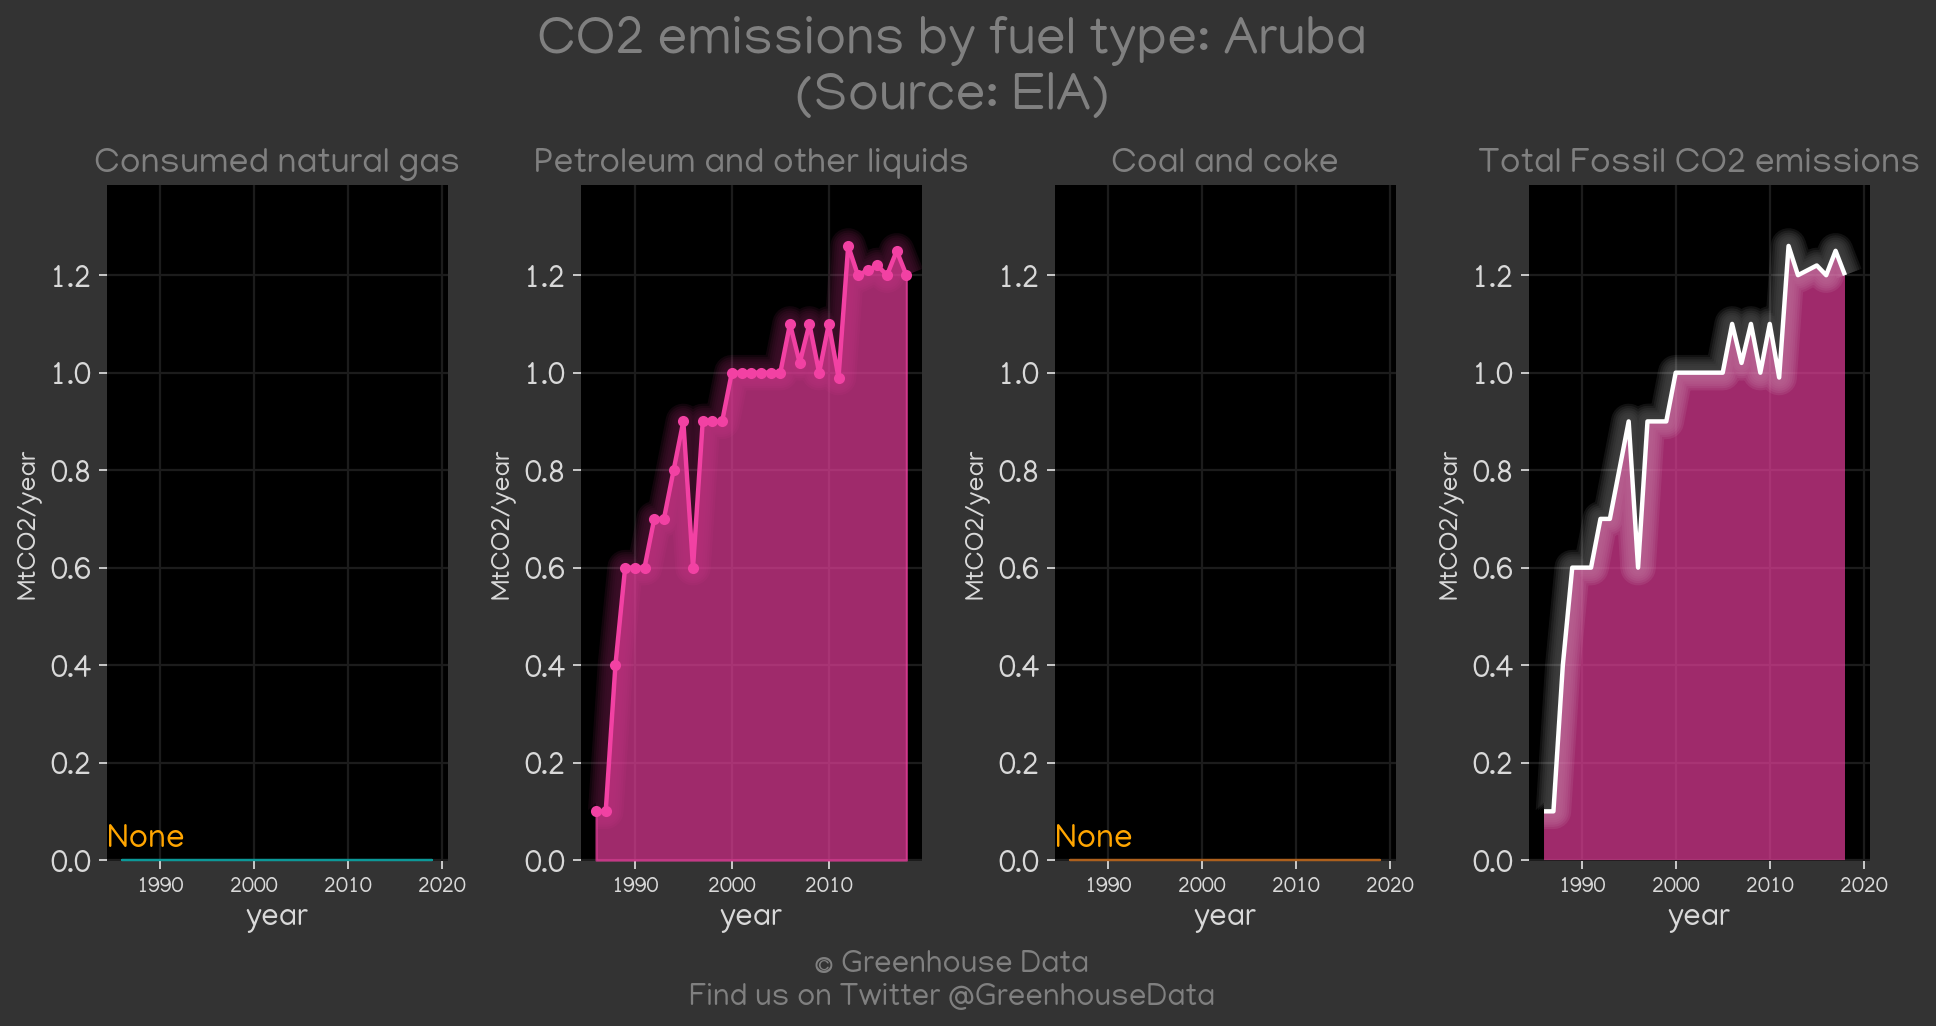 CO2 emissions by fuel type: Aruba
(Source: EIA)
Consumed natural gas
MtCO2/year
1.2
1.0
0.8
0.6
0.4
0.2
0.0
None
1990 2000 2010 2020
year
Petroleum and other liquids
MtCO2/year
1.2
1.0
0.8
0.6
0.4
0.2
0.0
1990 2000 2010
year
Coal and coke
MtCO2/year
1.2
1.0
0.8
0.6
0.4
0.2
0.0
None
1990 2000 2010 2020
year
Total Fossil CO2 emissions
MtCO2/year
1.2
1.0
0.8
0.6
0.4
0.2
0.0
1990 2000 2010 2020
year
© Greenhouse Data
Find us on Twitter @GreenhouseData